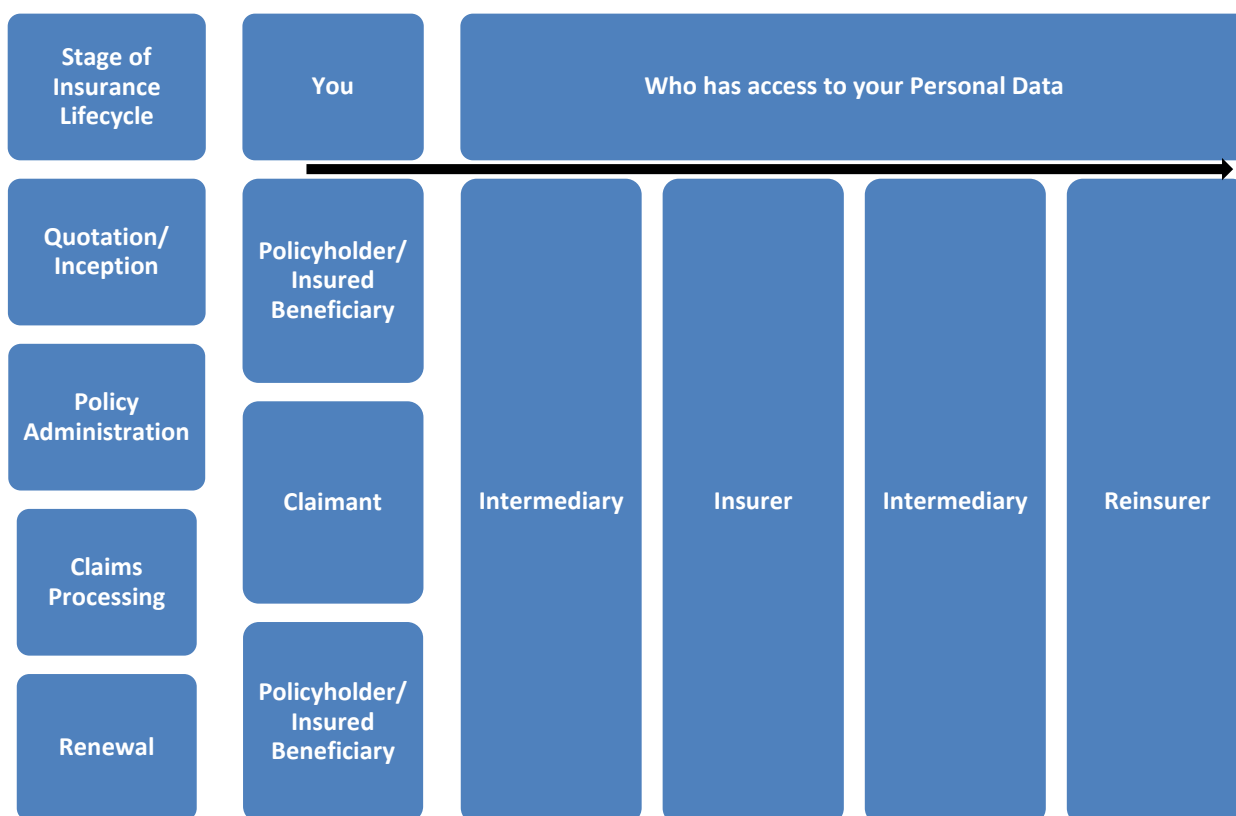 Stage of
Insurance
Lifecycle
You
Who has access to your Personal Data
Quotation/
Inception
Policy
Administration
Claims
Processing
Renewal
Policyholder/
Insured
Beneficiary
Claimant
Policyholder/
Insured
Beneficiary
Intermediary
Insurer
Intermediary
Reinsurer